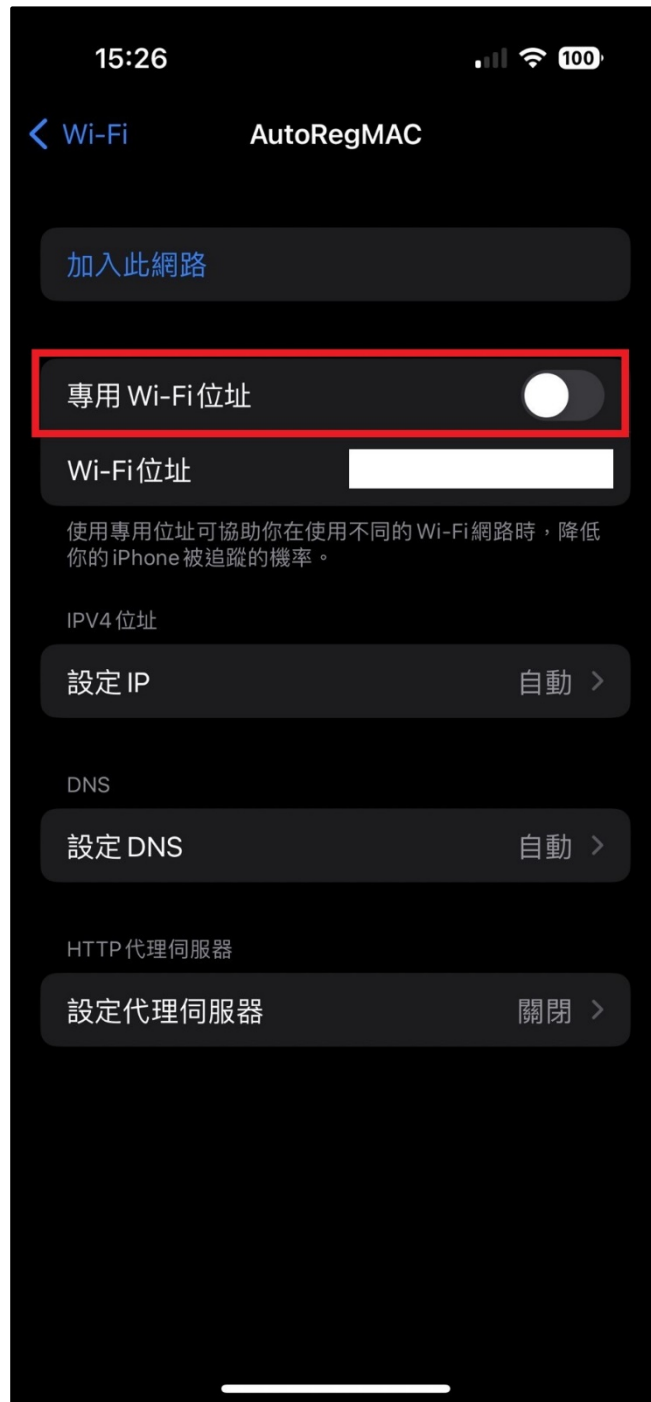 15:26
100
Wi-Fi
AutoRegMAC
加入此網路
專用 Wi-Fi 位址
Wi-Fi 位址
使用專用位址可協助你在使用不同的 Wi-Fi 網路時，降低
你的 iPhone 被追蹤的機率。
IPV4 位址
設定 IP 自動
DNS
設定 DNS 自動
HTTP 代理伺服器
設定代理伺服器 關閉